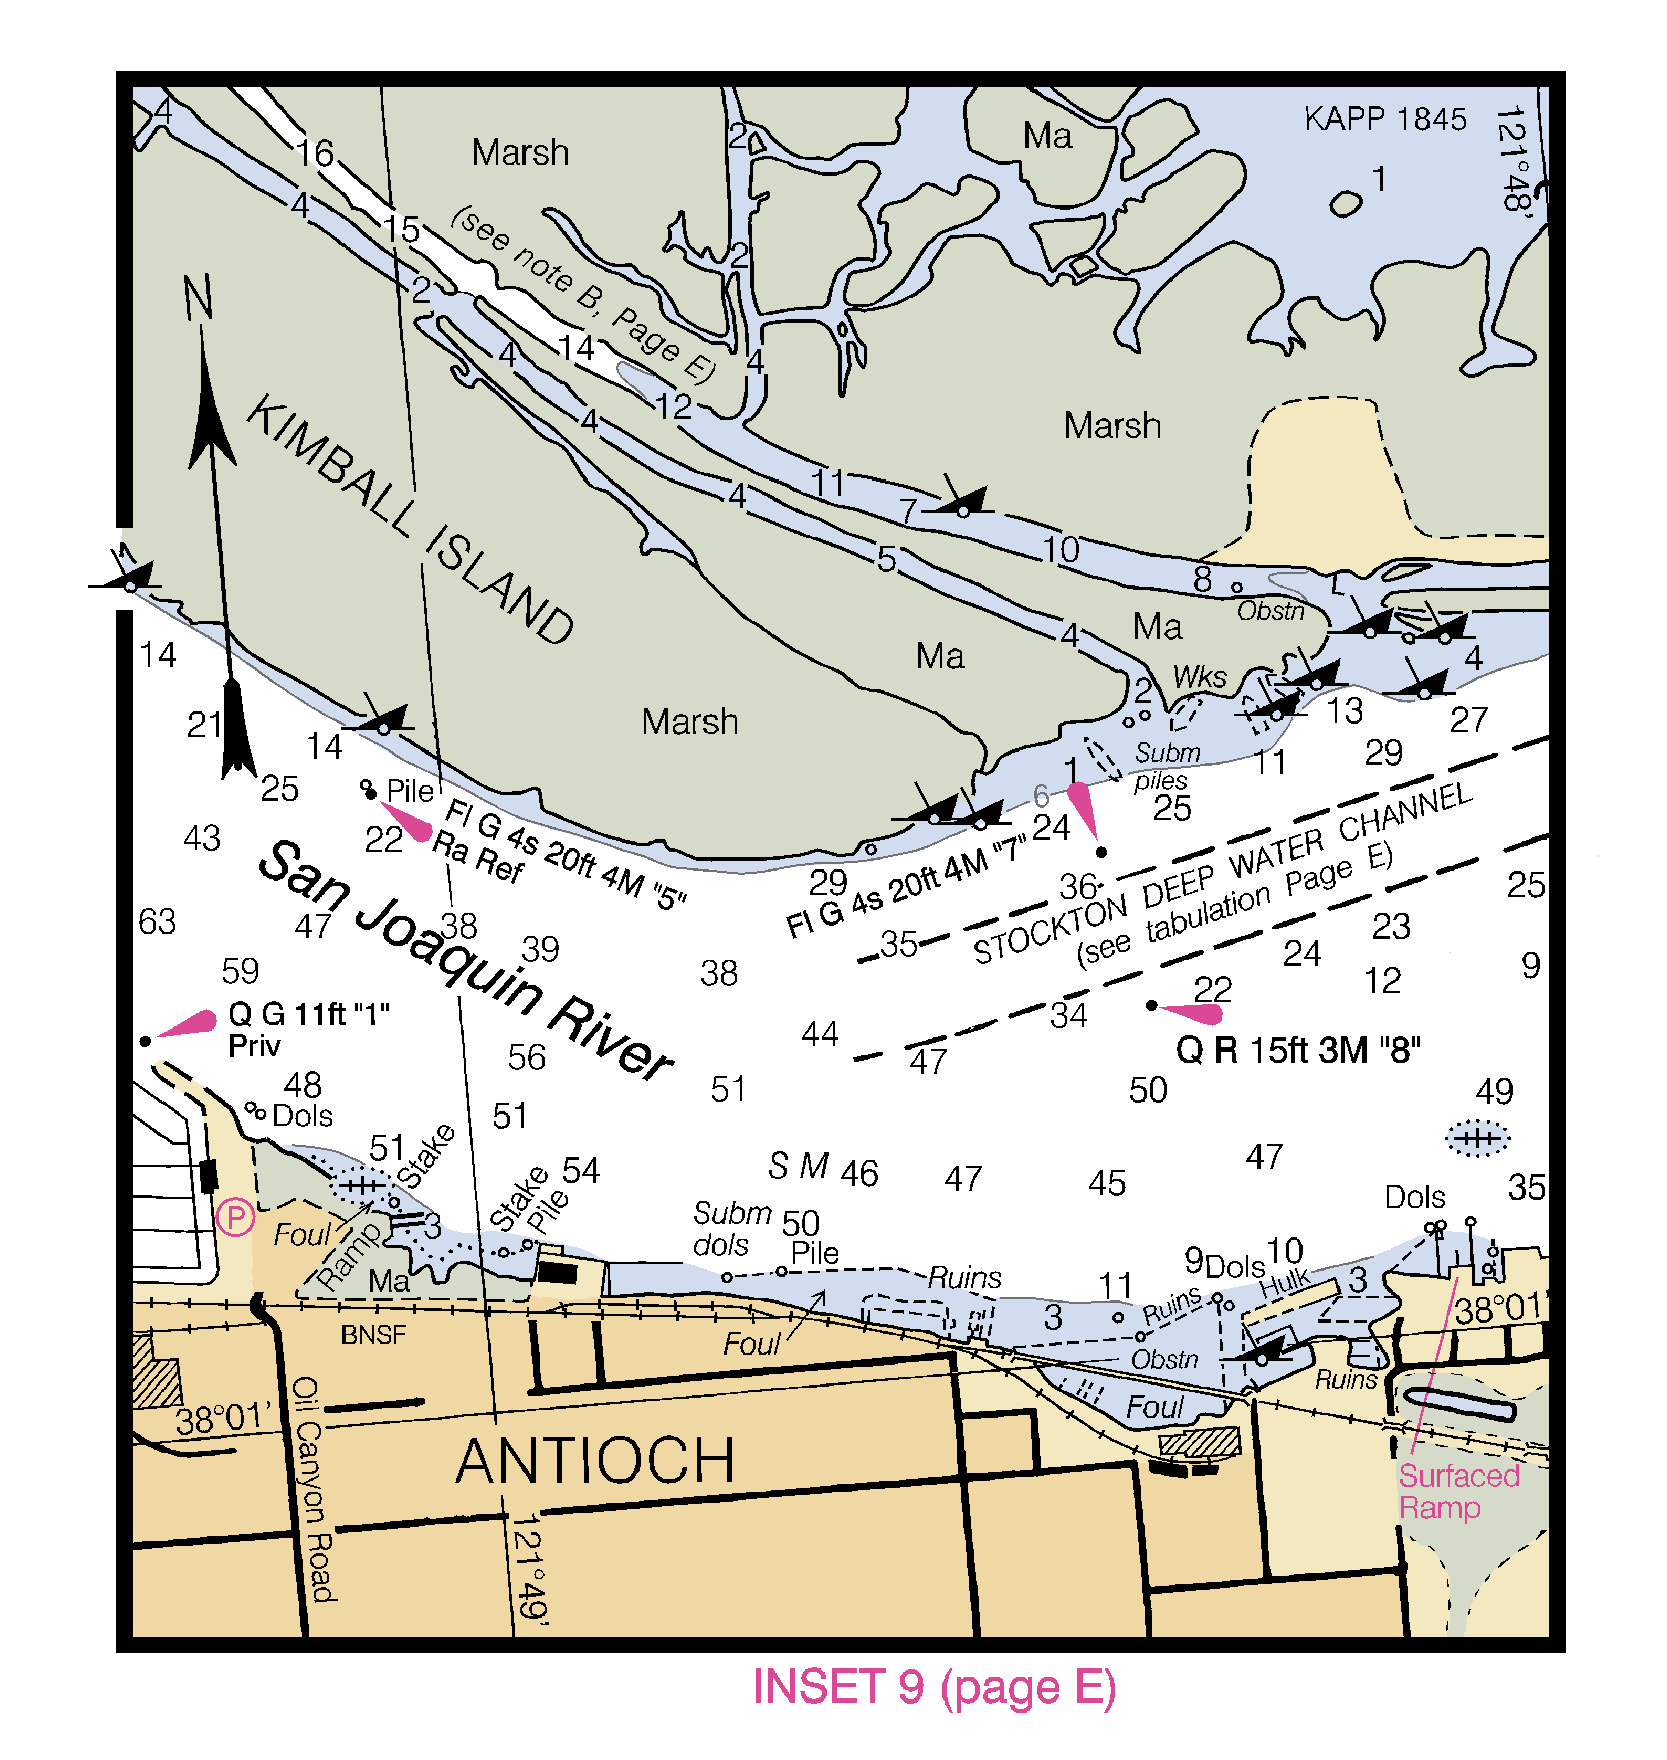 KAPP 1845
121°48'
4
2
Ma
1
16
Marsh
4
15
(see note B, Page E)
2
2
N
4
14
4
12
4
KIMBALL ISLAND
Marsh
11
4
7
10
5
8
Obstn
1
4
Ma
Ma
14
Wks
4
2
21
14
Marsh
13
27
Subm
piles
11
29
25
Pile
1
6
25
43
22
Fl G 4s 20ft 4M "5"
Ra Ref
24
Fl G 4s 20ft 4M "7"
29
36
STOCKTON DEEP WATER CHANNEL
(see tabulation Page E)
25
San Joaquin River
63
47
38
39
35
23
24
59
38
12
9
22
Q G 11ft "1"
Priv
34
44
47
Q R 15ft 3M "8"
56
48
51
50
49
Dols
51
51
Stake
54
S M
46
47
45
47
35
Dols
P
Foul
Ramp
3
Stake
Pile
Subm
dols
50
Pile
Ruins
11
9
Dols
10
Hulk
3
Ma
3
Ruins
38°01'
BNSF
Foul
Obstn
Ruins
Foul
38°01'
Oil Canyon Road
ANTIOCH
Surfaced
Ramp
121°49'
INSET 9 (page E)